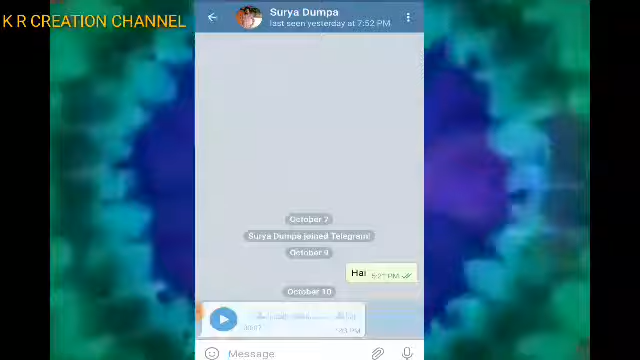 K R CREATION CHANNEL
Surya Dumpa
last seen yesterday at 7:52 PM
October 7
Surya Dumpa joined Telegram!
October 9
Hai 5:21 PM
October 10
Message